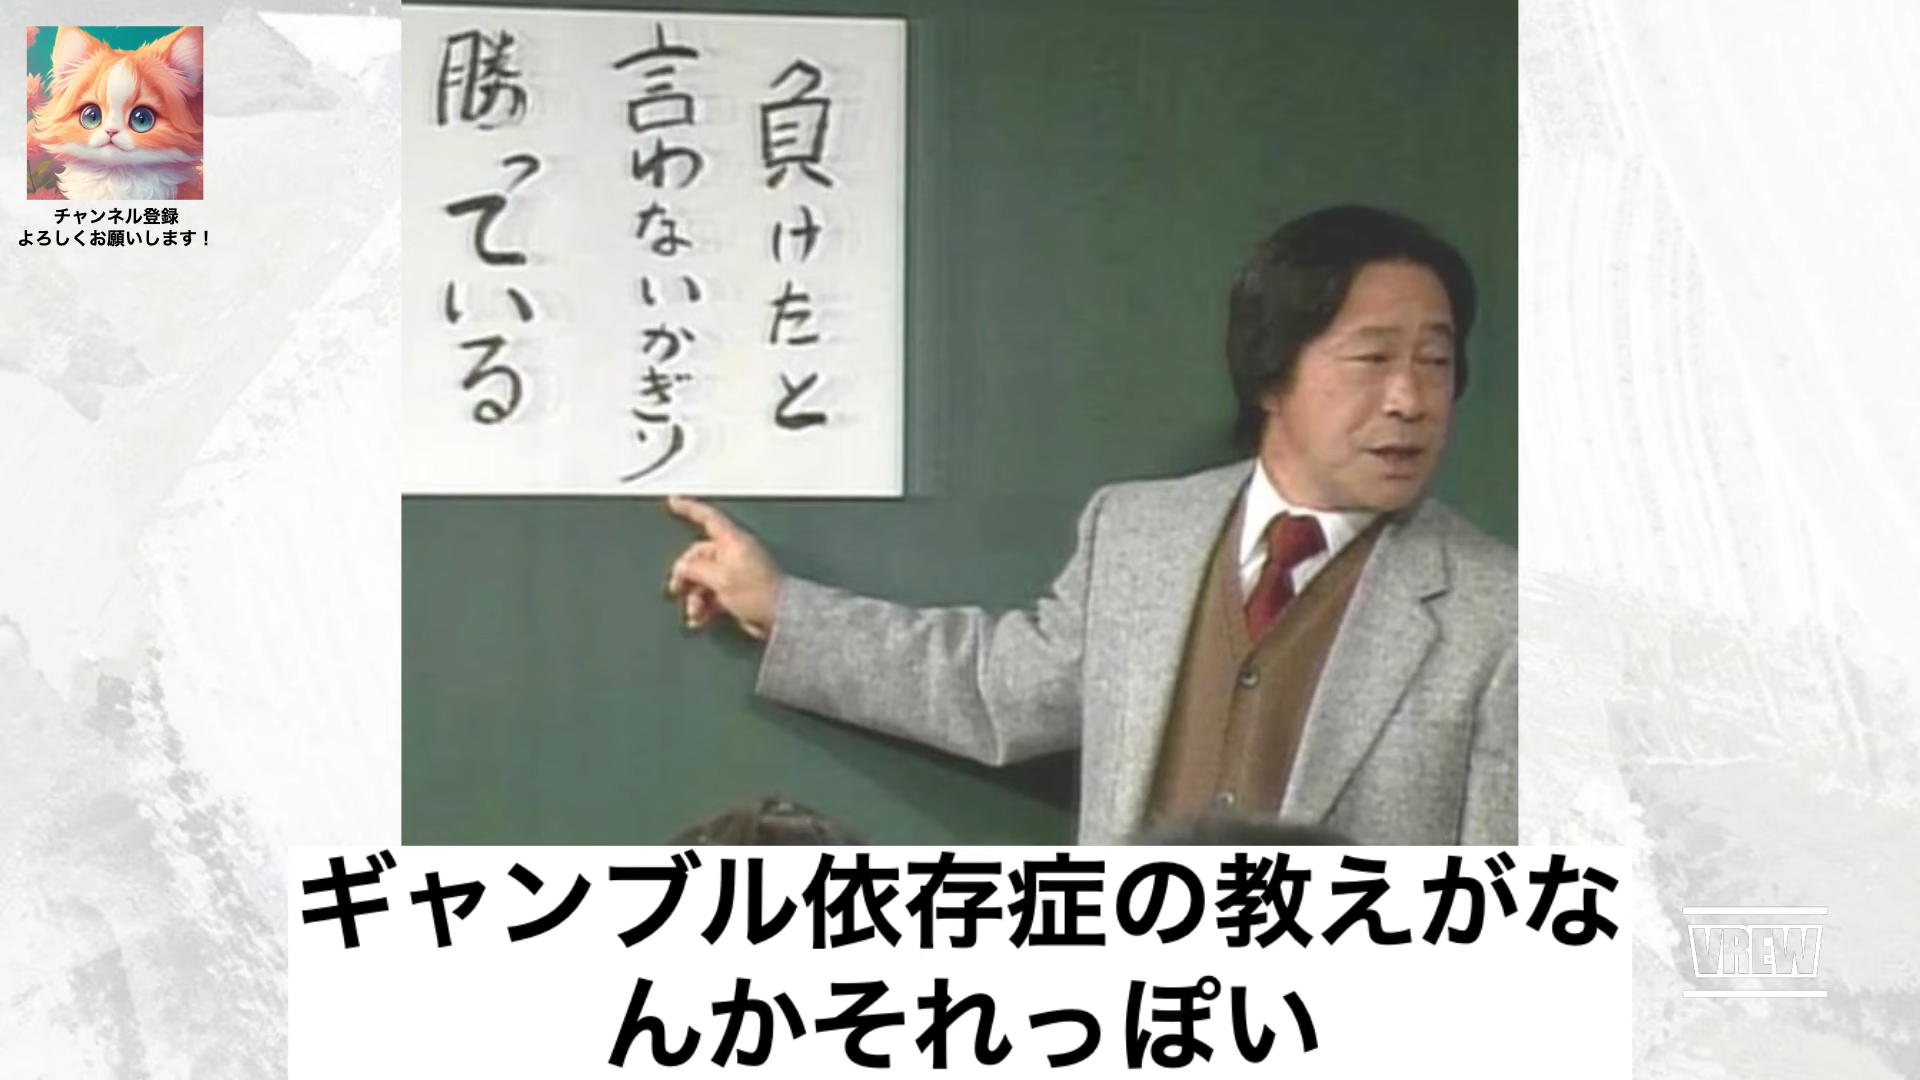 チャンネル登録
よろしくお願いします!
負けたと
言わないかぎり
勝っている
ギャンブル依存症の教えがな
んかそれっぽい
VREW